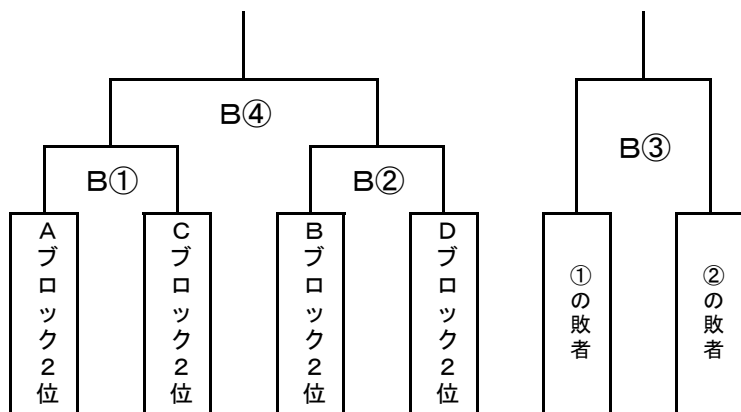 B④
B①
B②
B③
Aブロック2位
Cブロック2位
Bブロック2位
Dブロック2位
①の敗者
②の敗者